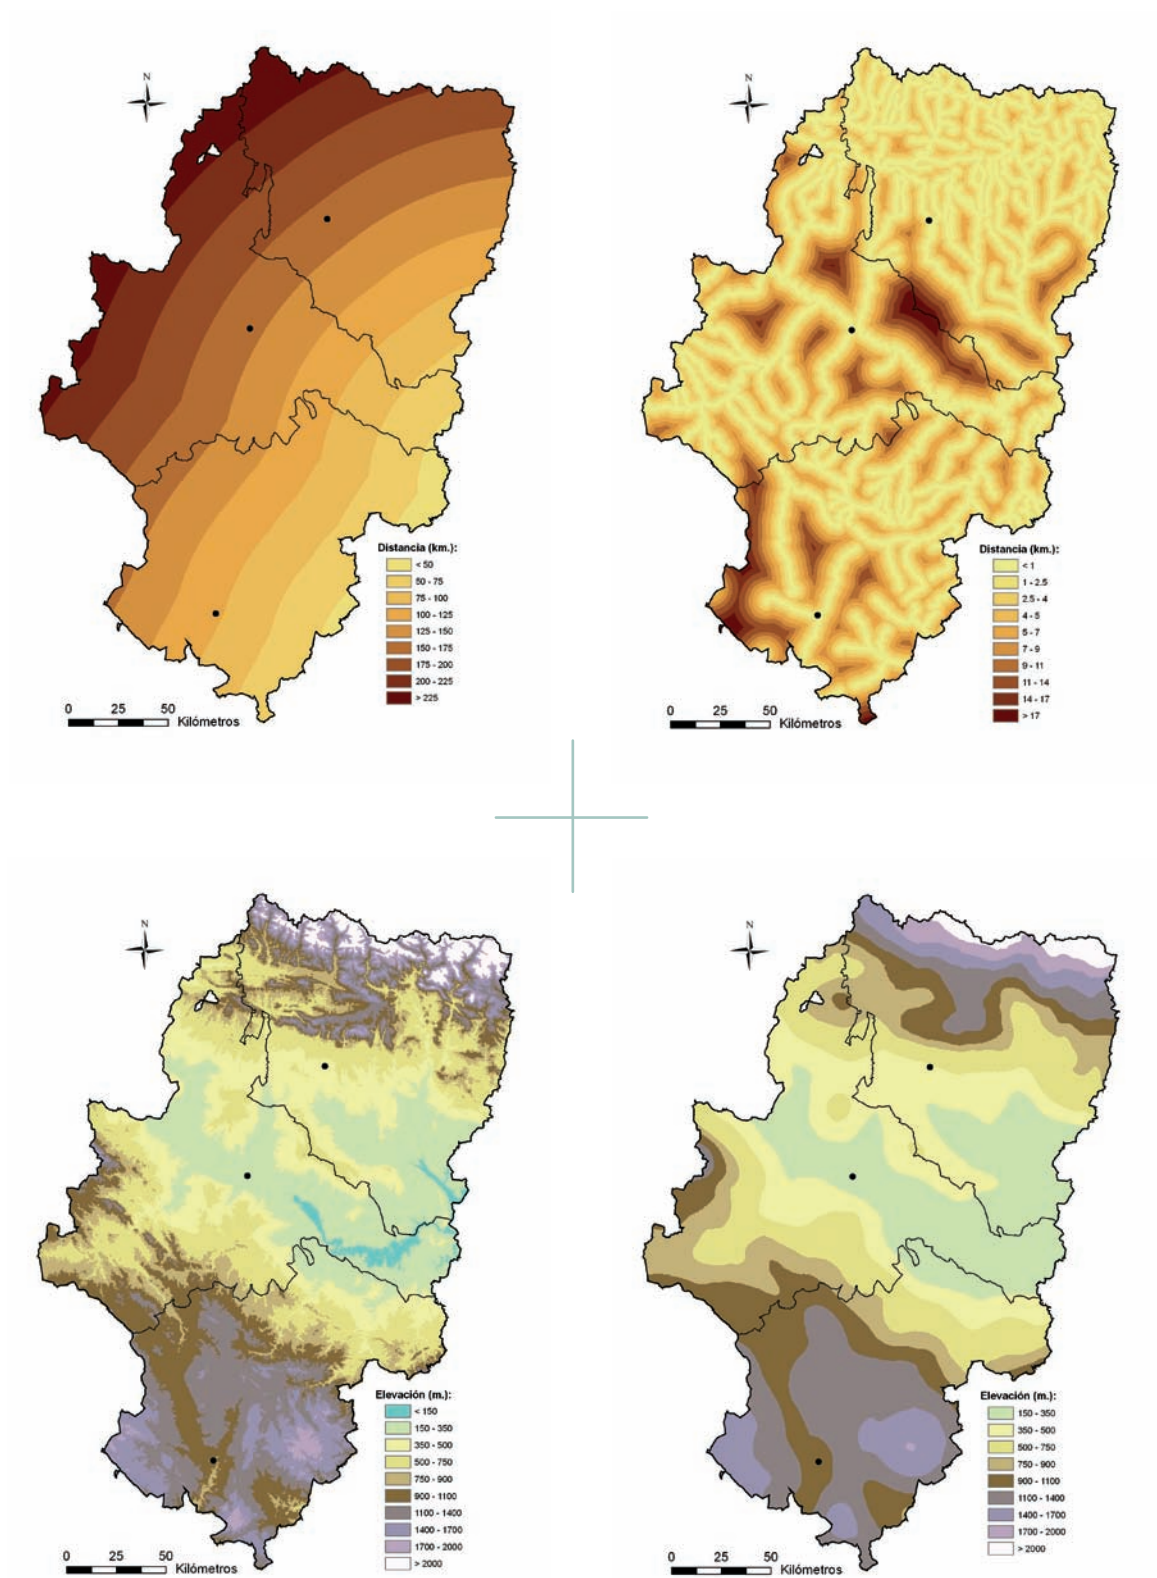 N
Distancia (km.):
< 50
50 - 75
75 - 100
100 - 125
125 - 150
150 - 175
175 - 200
200 - 225
> 225
0 25 50
Kilómetros
N
Distancia (km.):
< 1
1 - 2.5
2.5 - 4
4 - 5
5 - 7
7 - 9
9 - 11
11 - 14
14 - 17
> 17
0 25 50
Kilómetros
N
Elevación (m.):
< 150
150 - 350
350 - 500
500 - 750
750 - 900
900 - 1100
1100 - 1400
1400 - 1700
1700 - 2000
> 2000
0 25 50
Kilómetros
N
Elevación (m.):
150 - 350
350 - 500
500 - 750
750 - 900
900 - 1100
1100 - 1400
1400 - 1700
1700 - 2000
> 2000
0 25 50
Kilómetros